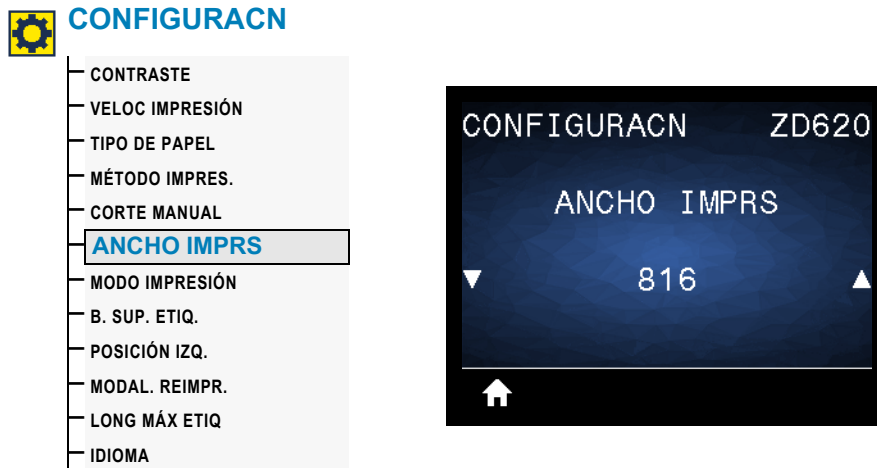 CONFIGURACN
CONTRASTE
VELOC IMPRESIÓN
TIPO DE PAPEL
MÉTODO IMPRES.
CORTE MANUAL
ANCHO IMPRS
MODO IMPRESIÓN
B. SUP. ETIQ.
POSICIÓN IZQ.
MODAL. REIMPR.
LONG MÁX ETIQ
IDIOMA
CONFIGURACN ZD620
ANCHO IMPRS
816